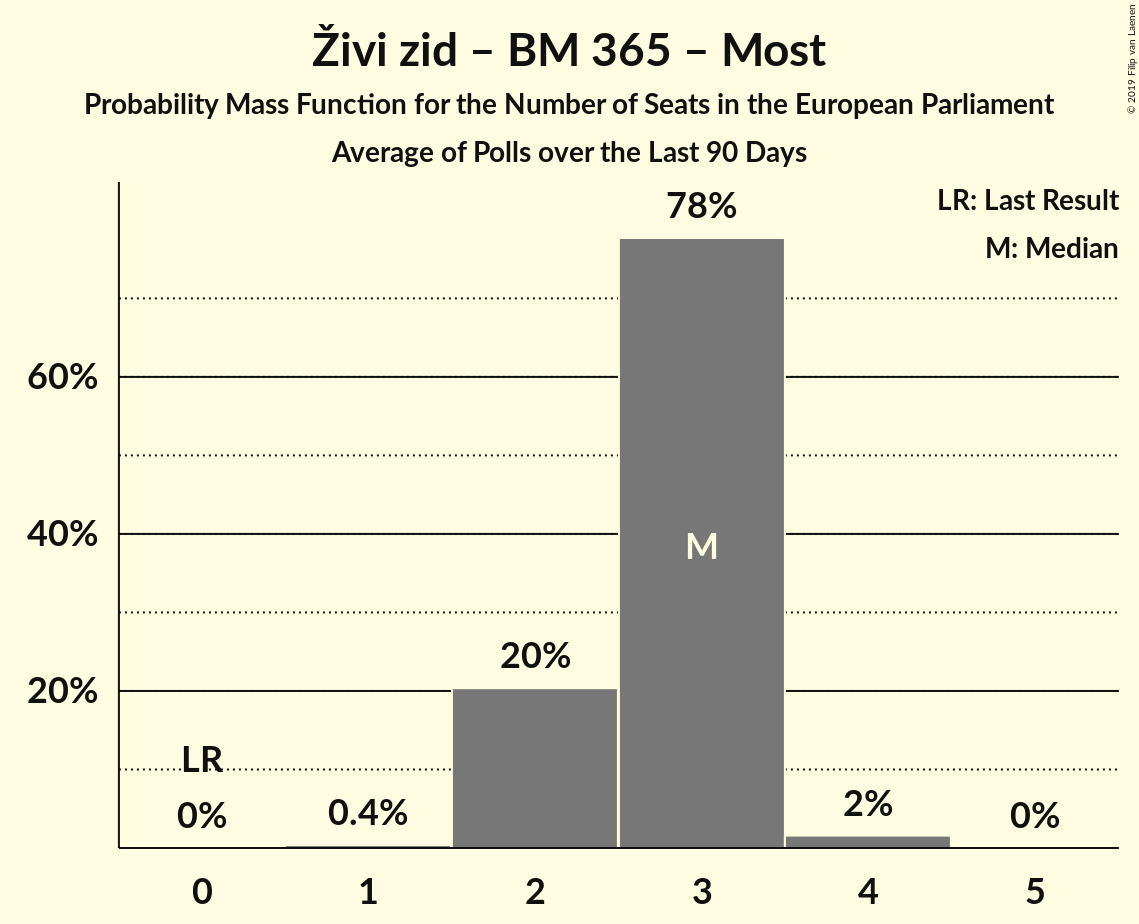 Živi zid – BM 365 – Most
Probability Mass Function for the Number of Seats in the European Parliament
Average of Polls over the Last 90 Days
© 2019 Filip van Laenen
LR: Last Result
M: Median
78%
60%
40%
M
20%
20%
LR
0%
0.4%
2%
0%
0 1 2 3 4 5